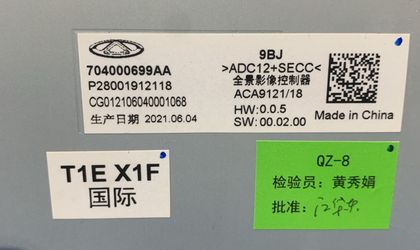 704000699AA
P28001912118
CG012106040001068
生产日期 2021.06.04
9BJ
>ADC12+SECC<
全景影像控制器
ACA9121/18
HW:0.0.5
SW: 00.02.00
Made in China
T1E X1F
国际
QZ-8
检验员：黄秀娟
批准：